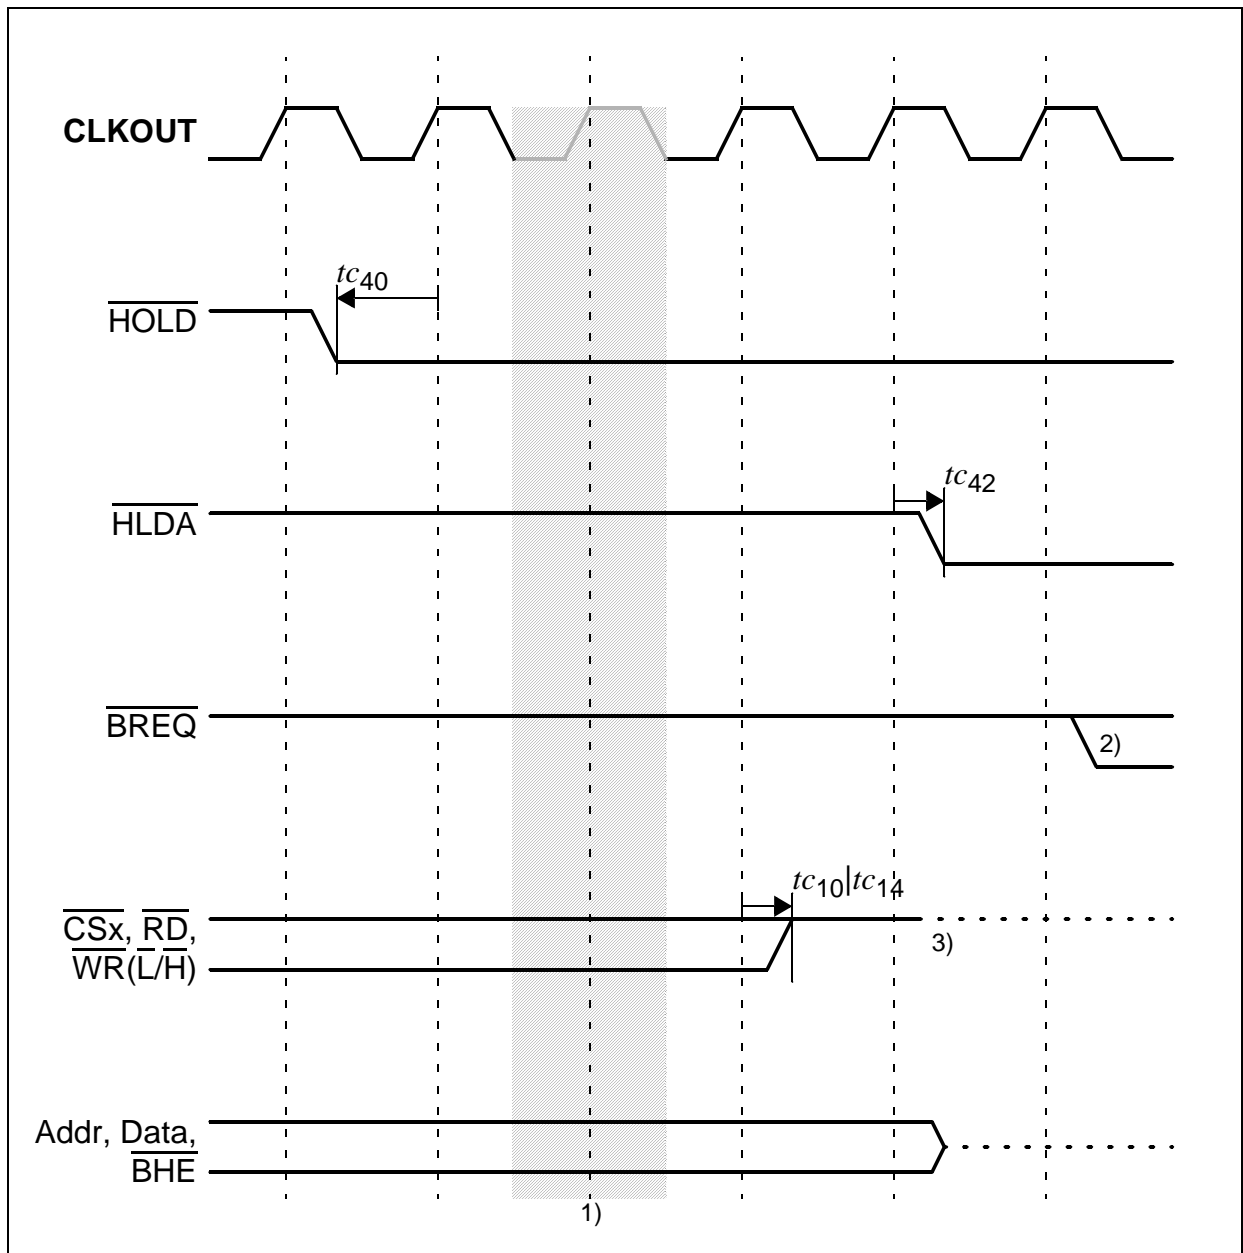 CLKOUT
tc40
HOLD
tc42
HLDA
BREQ
2)
tc10|tc14
CSx, RD,
WR(L/H)
3)
Addr, Data,
BHE
1)